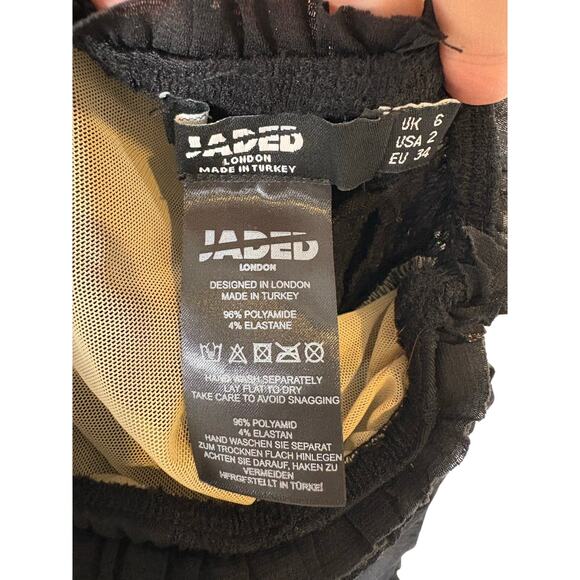 JADED
LONDON
MADE IN TURKEY
UK 6
USA 2
EU 34
JADED
LONDON
DESIGNED IN LONDON
MADE IN TURKEY
96% POLYAMIDE
4% ELASTANE
HAND WASH SEPARATELY
LAY FLAT TO DRY
TAKE CARE TO AVOID SNAGGING
96% POLYAMID
4% ELASTAN
HAND WASCHEN SIE SEPARAT
ZUM TROCKNEN FLACH HINLEGEN
ACHTEN SIE DARAUF, HAKEN ZU
VERMEIDEN
HERGESTELLT IN TÜRKEI